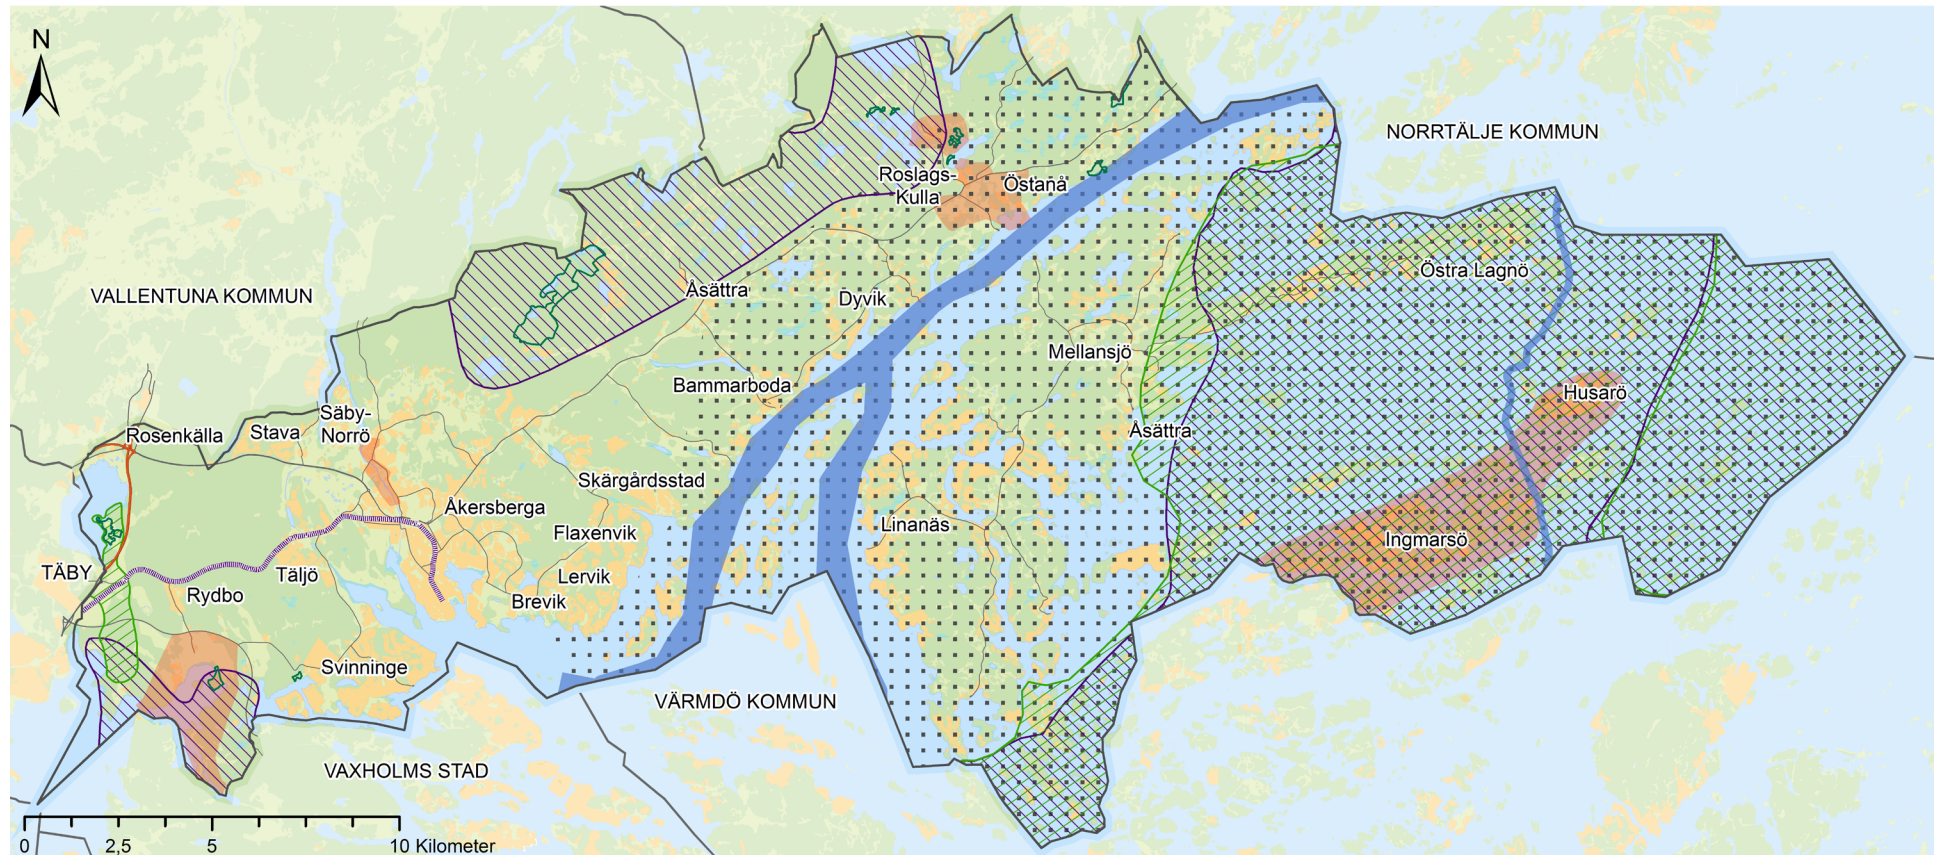 N
NORRTÄLJE KOMMUN
Roslags-
Kulla
Östanå
Östra Lagnö
VALLENTUNA KOMMUN
Åsättra
Dyvik
Mellansjö
Bammarboda
Husarö
Säby-
Norrö
Stava
Rosenkälla
Åsättra
Skärgårdsstad
Åkersberga
Linanäs
Flaxenvik
Ingmarsö
TÄBY
Täljö
Lervik
Rydbo
Brevik
Svinninge
VÄRMDÖ KOMMUN
VAXHOLMS STAD
0 2,5 5 10 Kilometer